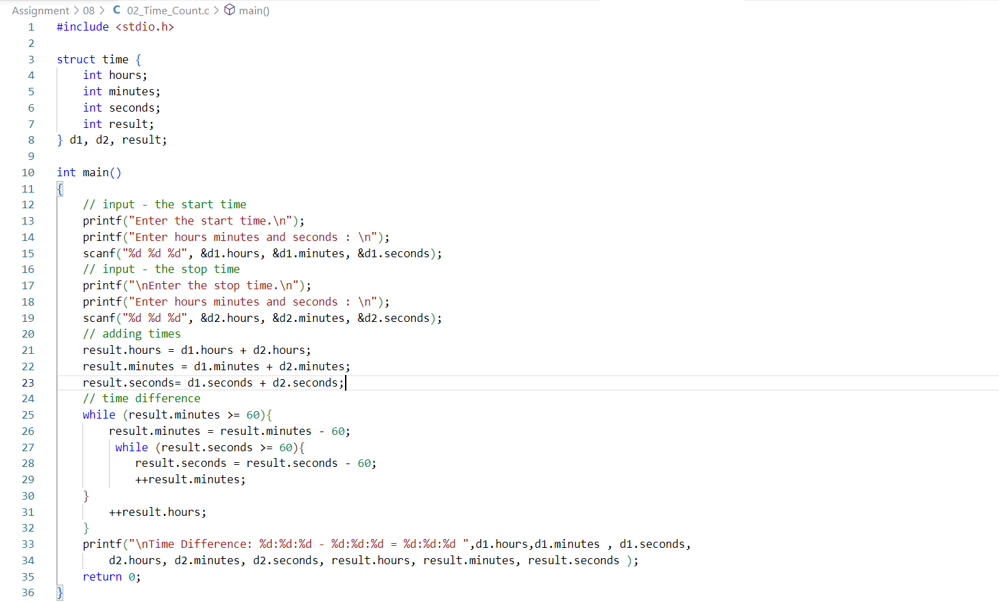 Assignment > 08 > C 02_Time_Count.c > main()
1 #include <stdio.h>
2
3 struct time {
4     int hours;
5     int minutes;
6     int seconds;
7     int result;
8 } d1, d2, result;
9
10 int main()
11 {
12     // input - the start time
13     printf("Enter the start time.\n");
14     printf("Enter hours minutes and seconds : \n");
15     scanf("%d %d %d", &d1.hours, &d1.minutes, &d1.seconds);
16     // input - the stop time
17     printf("\nEnter the stop time.\n");
18     printf("Enter hours minutes and seconds : \n");
19     scanf("%d %d %d", &d2.hours, &d2.minutes, &d2.seconds);
20     // adding times
21     result.hours = d1.hours + d2.hours;
22     result.minutes = d1.minutes + d2.minutes;
23     result.seconds= d1.seconds + d2.seconds;
24     // time difference
25     while (result.minutes >= 60){
26         result.minutes = result.minutes - 60;
27          while (result.seconds >= 60){
28             result.seconds = result.seconds - 60;
29             ++result.minutes;
30     }
31         ++result.hours;
32     }
33     printf("\nTime Difference: %d:%d:%d - %d:%d:%d = %d:%d:%d ",d1.hours,d1.minutes , d1.seconds,
34         d2.hours, d2.minutes, d2.seconds, result.hours, result.minutes, result.seconds );
35     return 0;
36 }